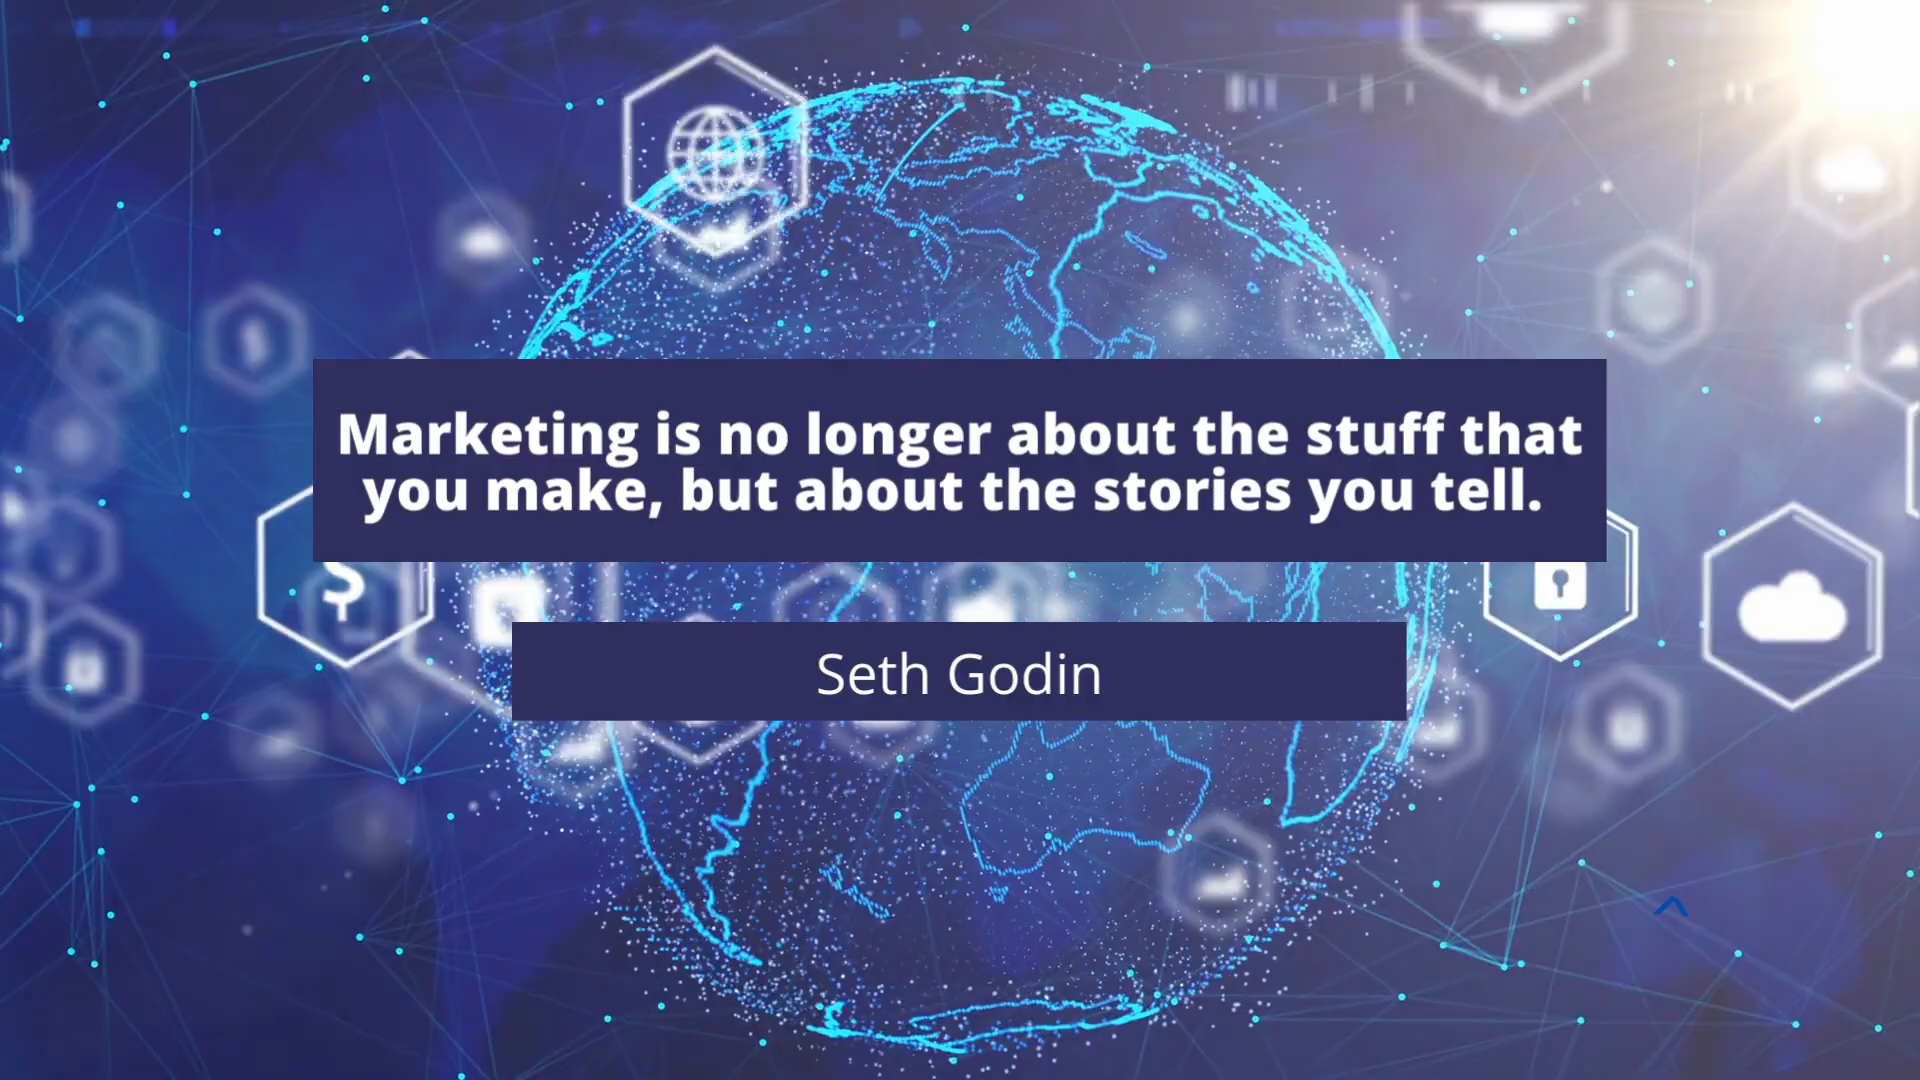 Marketing is no longer about the stuff that
you make, but about the stories you tell.
Seth Godin